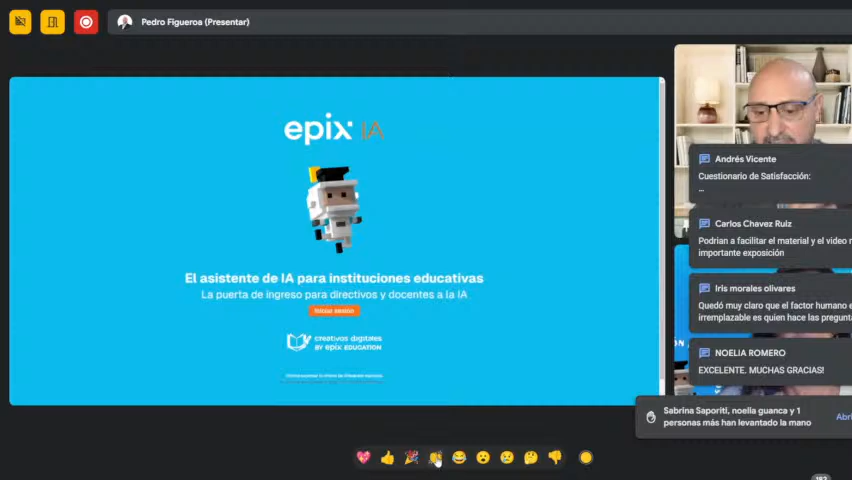 Pedro Figueroa (Presentar)
epix IA
El asistente de IA para instituciones educativas
La puerta de ingreso para directivos y docentes a la IA
Iniciar sesión
creativos digitales
BY epix EDUCATION
Andrés Vicente
Cuestionario de Satisfacción:
...
Carlos Chavez Ruiz
Podrian a facilitar el material y el video
importante exposición
Iris morales olivares
Quedó muy claro que el factor humano e
irremplazable es quien hace las pregunta
NOELIA ROMERO
EXCELENTE. MUCHAS GRACIAS!
Sabrina Saporiti, noelia guanca y 1
personas más han levantado la mano
Abri
182